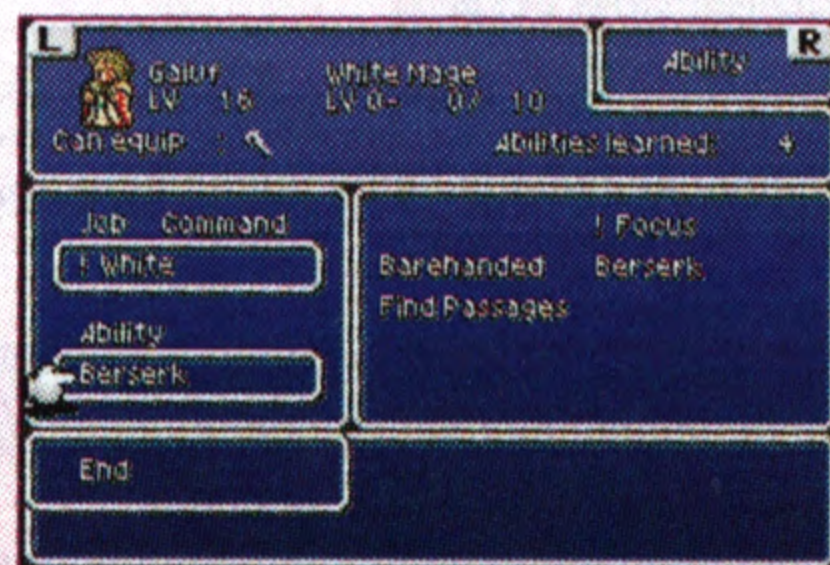 L R
Galuf White Mage Ability
LV 16 LV 0- 0/ 10
Can equip : Abilities learned: 4
Job Command
! White
Ability
Berserk
! Focus
Barehanded Berserk
Find Passages
End